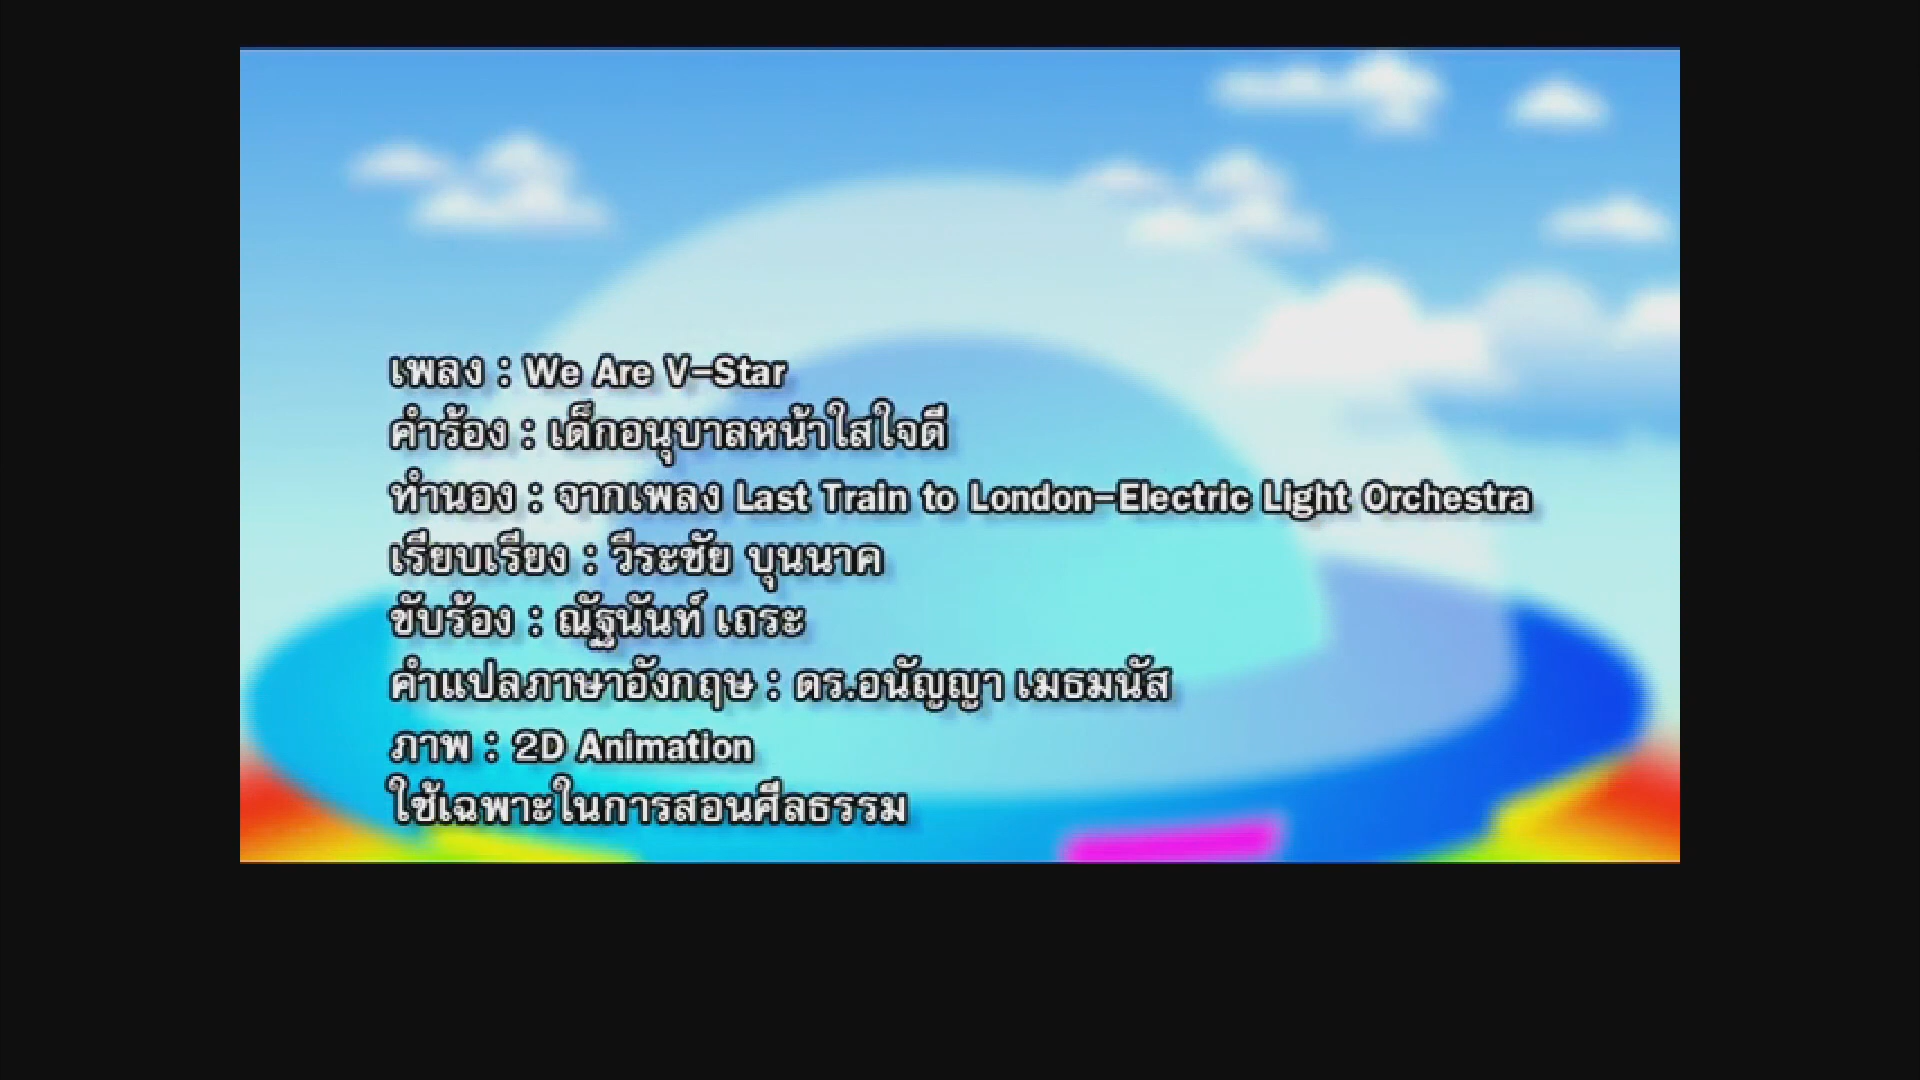 เพลง : We Are V-Star
คำร้อง : เด็กอนุบาลหน้าใสใจดี
ทำนอง : จากเพลง Last Train to London-Electric Light Orchestra
เรียบเรียง : วีระชัย บุนนาค
ขับร้อง : ณัฐนันท์ เถระ
คำแปลภาษาอังกฤษ : ดร.อนัญญา เมธมนัส
ภาพ : 2D Animation
ใช้เฉพาะในการสอนศีลธรรม